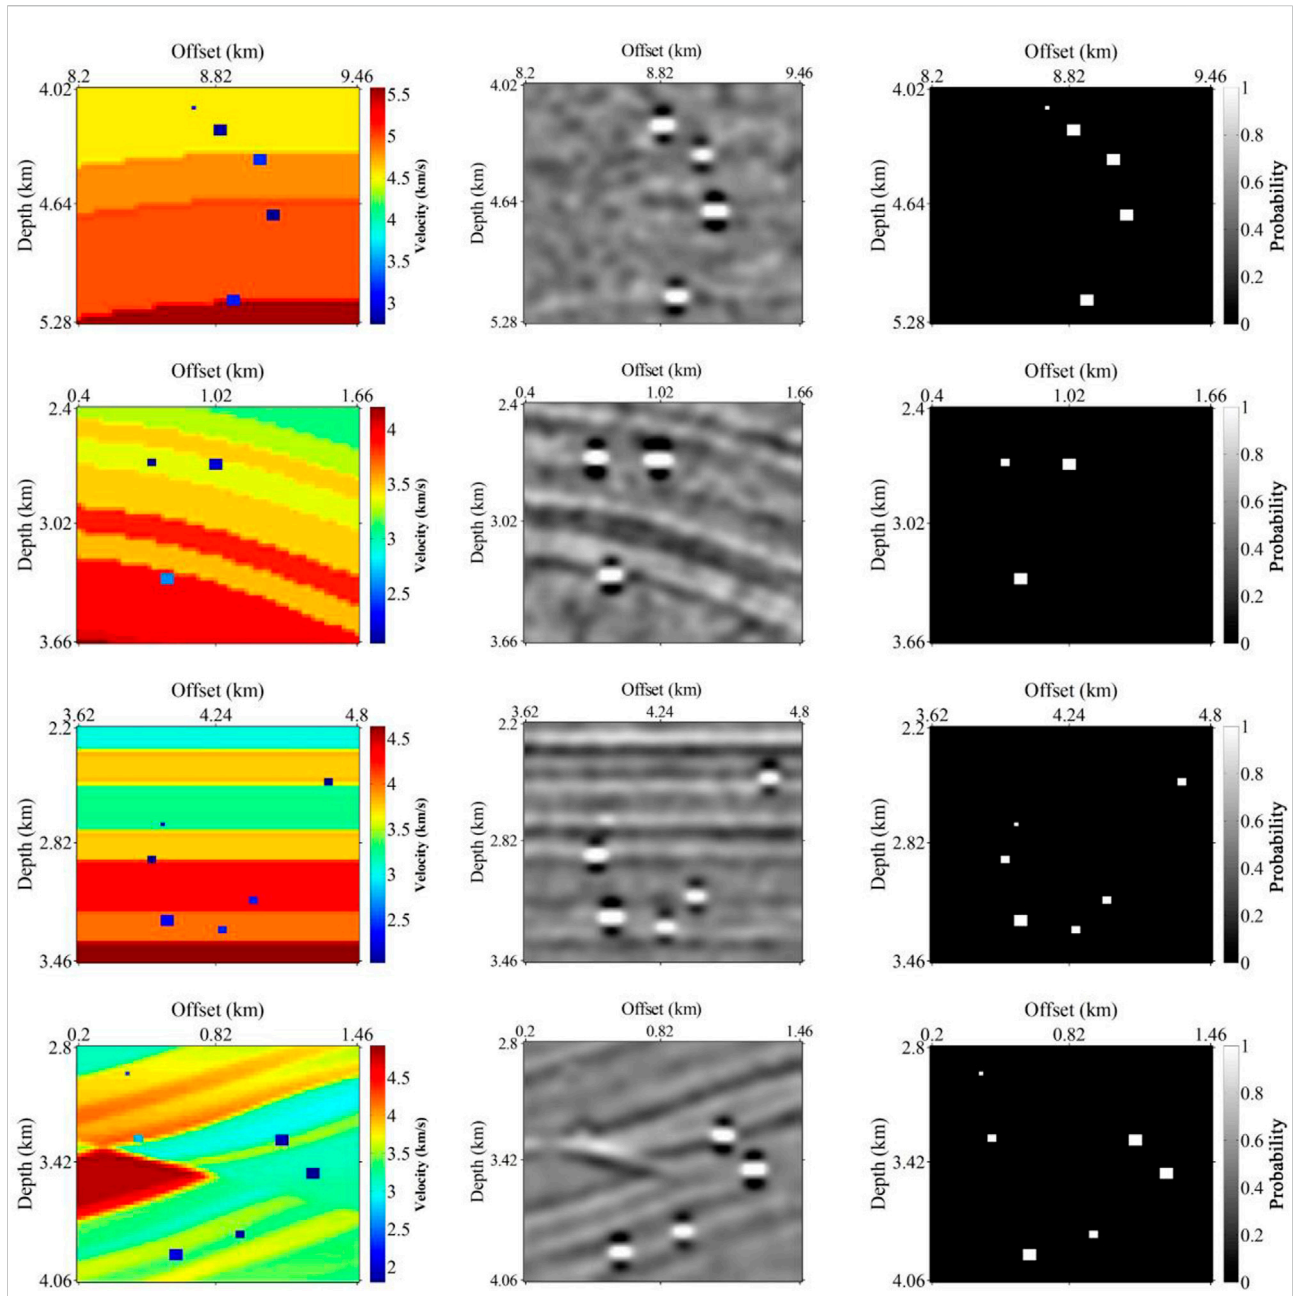 Offset (km) Offset (km) Offset (km)
8.2 8.82 9.46 8.2 8.82 9.46 8.2 8.82 9.46
4.02 5.5 4.02 4.02 1
5 0.8
4.5 0.6
Depth (km) 4.64 4 Velocity (km/s) Depth (km) 4.64 Depth (km) 4.64 0.4 Probability
3.5 0.2
3
5.28 5.28 5.28 0
Offset (km) Offset (km) Offset (km)
0.4 1.02 1.66 0.4 1.02 1.66 0.4 1.02 1.66
2.4 4 2.4 2.4 1
3.5 0.8
Depth (km) 3.02 3 Velocity (km/s) Depth (km) 3.02 Depth (km) 3.02 0.6 Probability
0.4
2.5 0.2
3.66 3.66 3.66 0
Offset (km) Offset (km) Offset (km)
3.62 4.24 4.8 3.62 4.24 4.8 3.62 4.24 4.8
2.2 4.5 2.2 2.2 1
4 0.8
3.5 0.6
Depth (km) 2.82 3 Velocity (km/s) Depth (km) 2.82 Depth (km) 2.82 0.4 Probability
2.5 0.2
3.46 3.46 3.46 0
Offset (km) Offset (km) Offset (km)
0.2 0.82 1.46 0.2 0.82 1.46 0.2 0.82 1.46
2.8 4.5 2.8 2.8 1
4 0.8
3.5 0.6
Depth (km) 3.42 3 Velocity (km/s) Depth (km) 3.42 Depth (km) 3.42 0.4 Probability
2.5 0.2
2
4.06 4.06 4.06 0